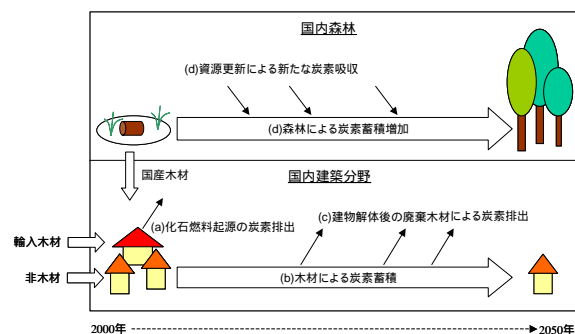 国内森林
(d)資源更新による新たな炭素吸収
(d)森林による炭素蓄積増加
国産木材
国内建築分野
(a)化石燃料起源の炭素排出
(c)建物解体後の廃棄木材による炭素排出
輸入木材
非木材
(b)木材による炭素蓄積
2000年
2050年